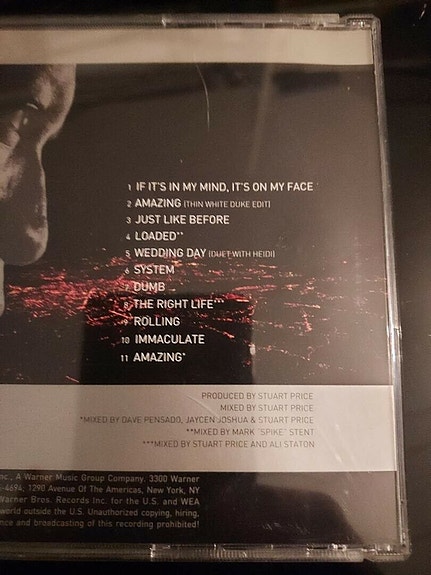 1 IF IT'S IN MY MIND, IT'S ON MY FACE
2 AMAZING (THIN WHITE DUKE EDIT)
3 JUST LIKE BEFORE
4 LOADED**
5 WEDDING DAY (DUET WITH HEIDI)
6 SYSTEM
7 DUMB
8 THE RIGHT LIFE***
9 ROLLING
10 IMMACULATE
11 AMAZING*
PRODUCED BY STUART PRICE
MIXED BY STUART PRICE
*MIXED BY DAVE PENSADO, JAYCEN JOSHUA & STUART PRICE
**MIXED BY MARK "SPIKE" STENT
***MIXED BY STUART PRICE AND ALI STATON
nc., A Warner Music Group Company. 3300 Warner
-4694; 1290 Avenue Of The Americas, New York, NY
Warner Bros. Records Inc. for the U.S. and WEA
world outside the U.S. Unauthorized copying, hiring,
nce and broadcasting of this recording prohibited!